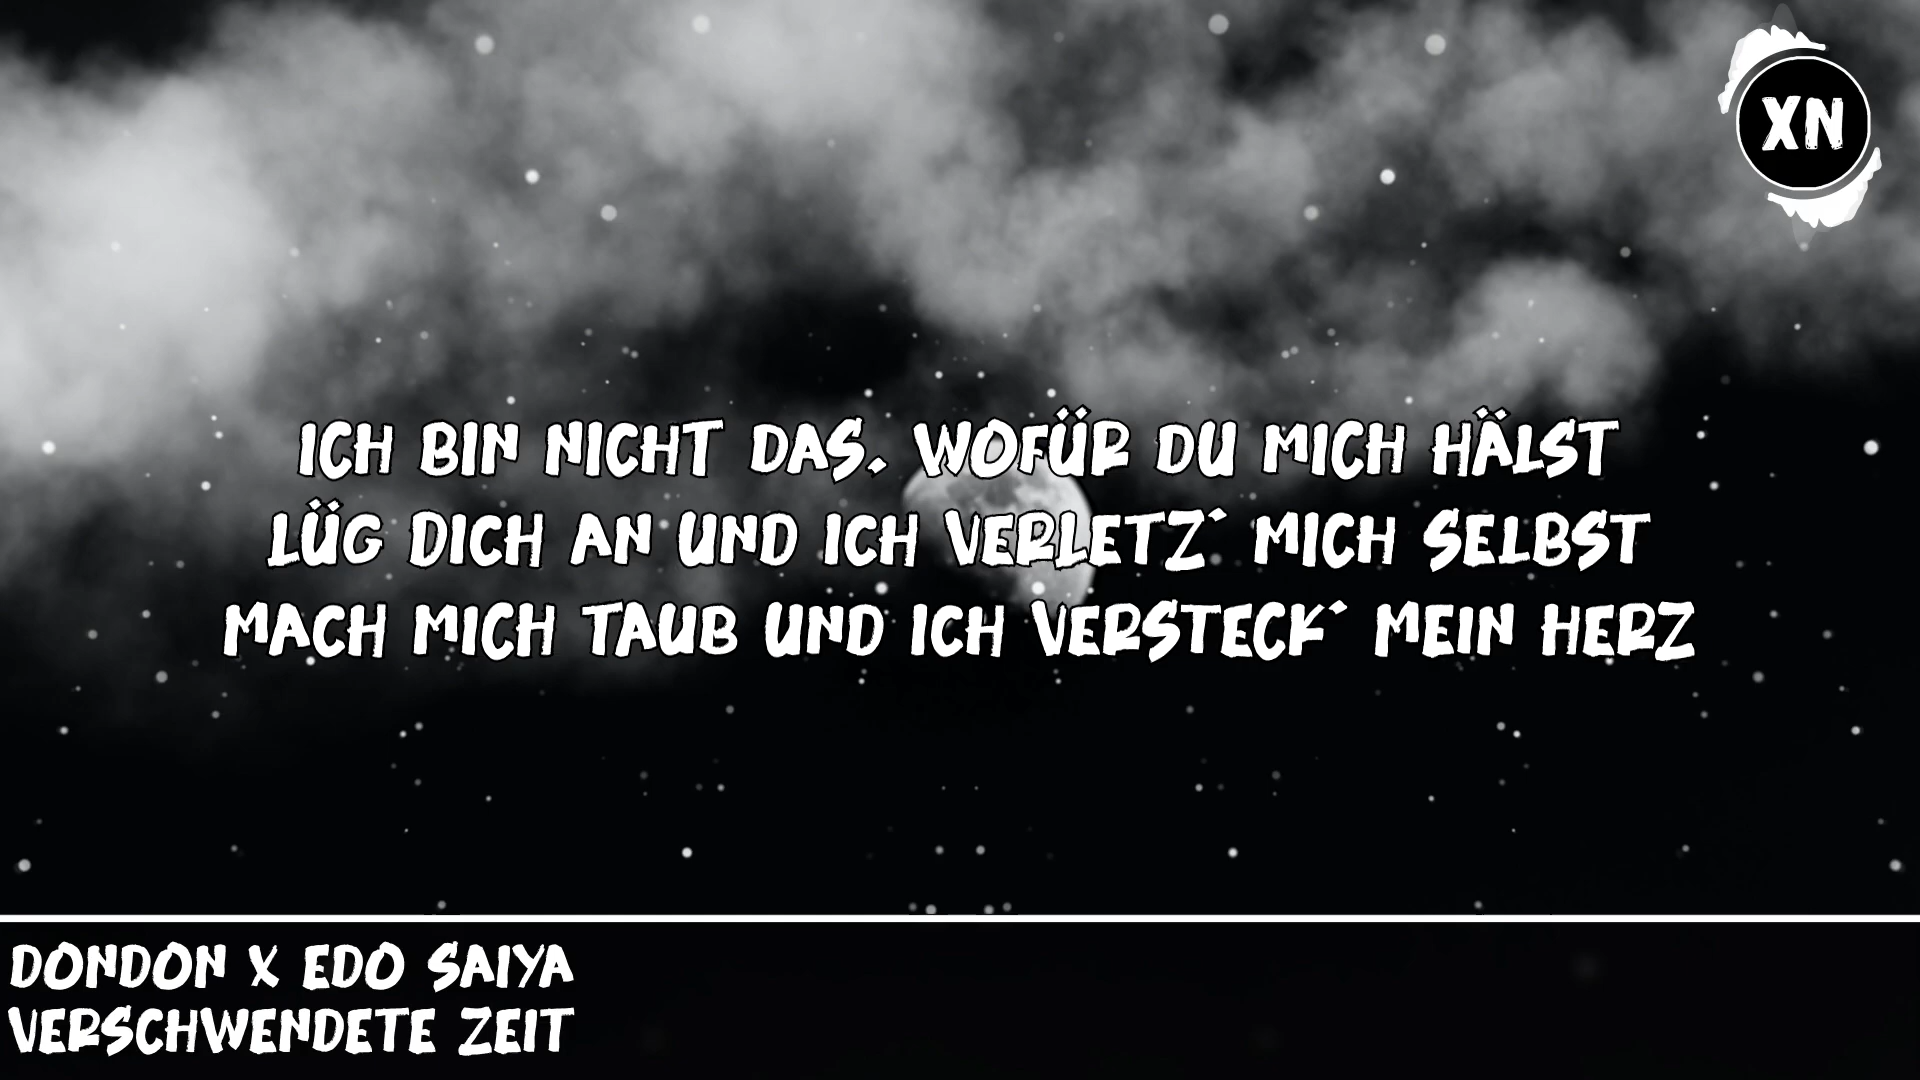 XN
ICH BIN NICHT DAS, WOFÜR DU MICH HÄLST
LÜG DICH AN UND ICH VERLETZ' MICH SELBST
MACH MICH TAUB UND ICH VERSTECK' MEIN HERZ
DONDON X EDO SAIYA
VERSCHWENDETE ZEIT